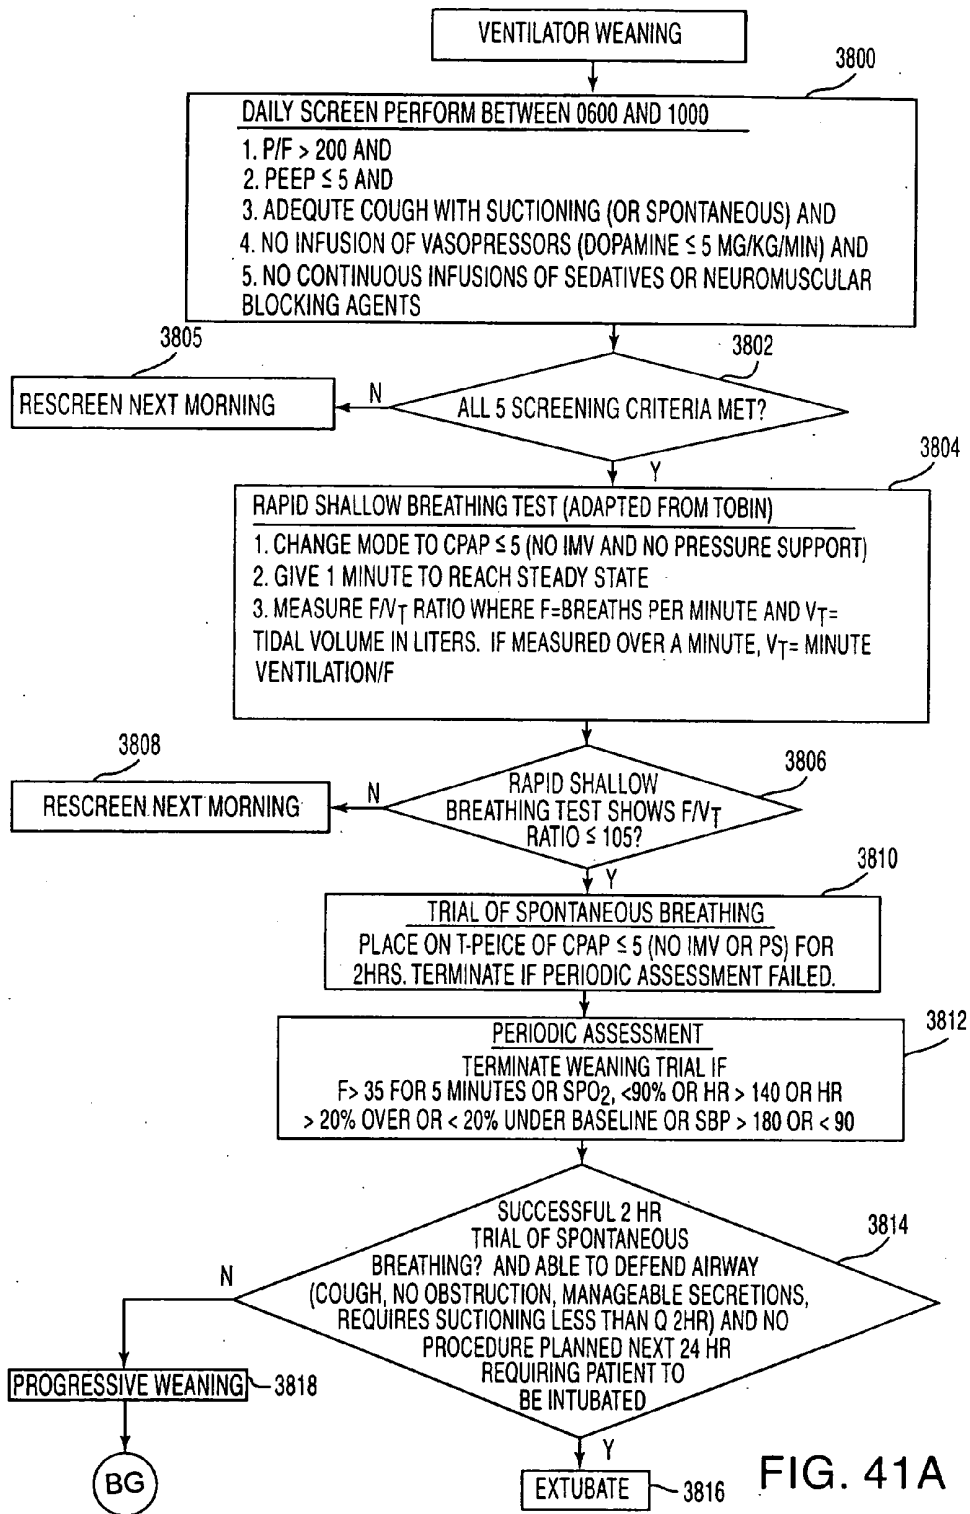 VENTILATOR WEANING
3800
DAILY SCREEN PERFORM BETWEEN 0600 AND 1000
1. P/F > 200 AND
2. PEEP ≤ 5 AND
3. ADEQUTE COUGH WITH SUCTIONING (OR SPONTANEOUS) AND
4. NO INFUSION OF VASOPRESSORS (DOPAMINE ≤ 5 MG/KG/MIN) AND
5. NO CONTINUOUS INFUSIONS OF SEDATIVES OR NEUROMUSCULAR
BLOCKING AGENTS
3805
3802
RESCREEN NEXT MORNING
N
ALL 5 SCREENING CRITERIA MET?
Y
3804
RAPID SHALLOW BREATHING TEST (ADAPTED FROM TOBIN)
1. CHANGE MODE TO CPAP ≤ 5 (NO IMV AND NO PRESSURE SUPPORT)
2. GIVE 1 MINUTE TO REACH STEADY STATE
3. MEASURE F/VT RATIO WHERE F=BREATHS PER MINUTE AND VT=
TIDAL VOLUME IN LITERS. IF MEASURED OVER A MINUTE, VT= MINUTE
VENTILATION/F
3808
3806
RESCREEN NEXT MORNING
N
RAPID SHALLOW
BREATHING TEST SHOWS F/VT
RATIO ≤ 105?
Y
3810
TRIAL OF SPONTANEOUS BREATHING
PLACE ON T-PEICE OF CPAP ≤ 5 (NO IMV OR PS) FOR
2HRS. TERMINATE IF PERIODIC ASSESSMENT FAILED.
3812
PERIODIC ASSESSMENT
TERMINATE WEANING TRIAL IF
F> 35 FOR 5 MINUTES OR SPO2, <90% OR HR > 140 OR HR
> 20% OVER OR < 20% UNDER BASELINE OR SBP > 180 OR < 90
3814
SUCCESSFUL 2 HR
TRIAL OF SPONTANEOUS
BREATHING? AND ABLE TO DEFEND AIRWAY
(COUGH, NO OBSTRUCTION, MANAGEABLE SECRETIONS,
REQUIRES SUCTIONING LESS THAN Q 2HR) AND NO
PROCEDURE PLANNED NEXT 24 HR
REQUIRING PATIENT TO
BE INTUBATED
N
PROGRESSIVE WEANING
3818
BG
Y
EXTUBATE
3816
FIG. 41A